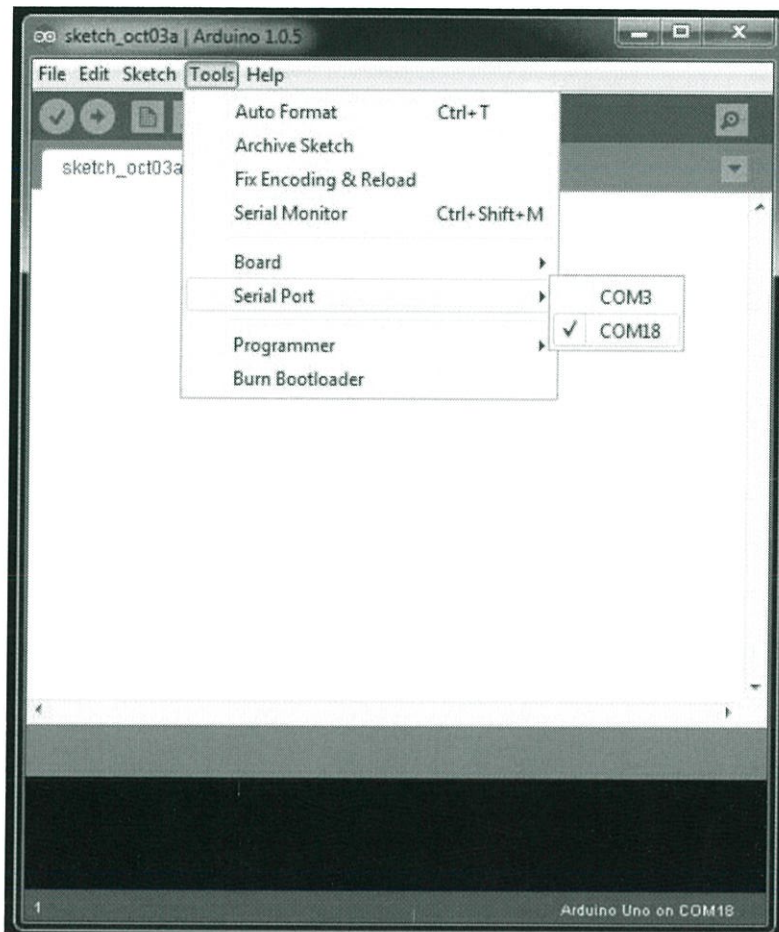 sketch_oct03a | Arduino 1.0.5
File Edit Sketch Tools Help
sketch_oct03a
Auto Format Ctrl+T
Archive Sketch
Fix Encoding & Reload
Serial Monitor Ctrl+Shift+M
Board
Serial Port
COM3
COM18
Programmer
Burn Bootloader
1
Arduino Uno on COM18